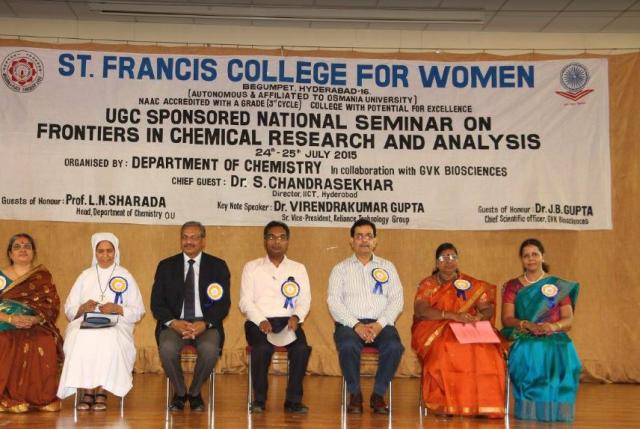 ST. FRANCIS COLLEGE FOR WOMEN
BEGUMPET, HYDERABAD-16.
(AUTONOMOUS & AFFILIATED TO OSMANIA UNIVERSITY)
NAAC ACCREDITED WITH A GRADE (3rd CYCLE) COLLEGE WITH POTENTIAL FOR EXCELLENCE
UGC SPONSORED NATIONAL SEMINAR ON
FRONTIERS IN CHEMICAL RESEARCH AND ANALYSIS
24th-25th JULY 2015
ORGANISED BY: DEPARTMENT OF CHEMISTRY In collaboration with GVK BIOSCIENCES
CHIEF GUEST: Dr. S. CHANDRASEKHAR
Director, IICT, Hyderabad
Guests of Honour: Prof. L.N. SHARADA
Head, Department of Chemistry OU
Key Note Speaker: Dr. VIRENDRAKUMAR GUPTA
Sr. Vice-President, Reliance Technology Group
Guests of Honour: Dr. J.B. GUPTA
Chief Scientific Officer, GVK Biosciences